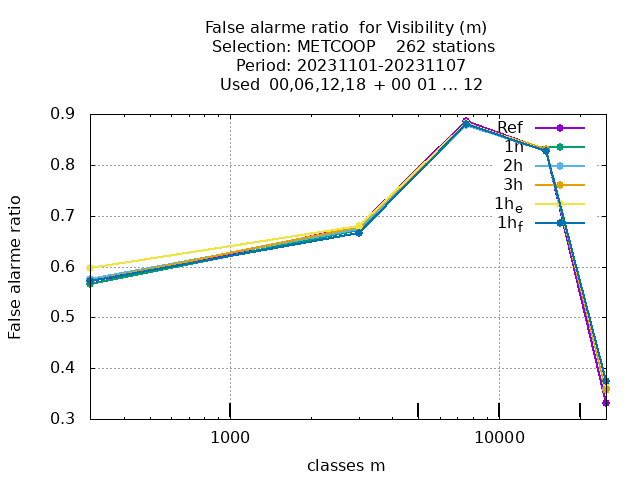 False alarme ratio  for Visibility (m)
Selection: METCOOP    262 stations
Period: 20231101-20231107
Used  00,06,12,18  + 00 01 ... 12
False alarme ratio
0.9
0.8
0.7
0.6
0.5
0.4
0.3
1000
10000
classes m
Ref
1h
2h
3h
1he
1hf